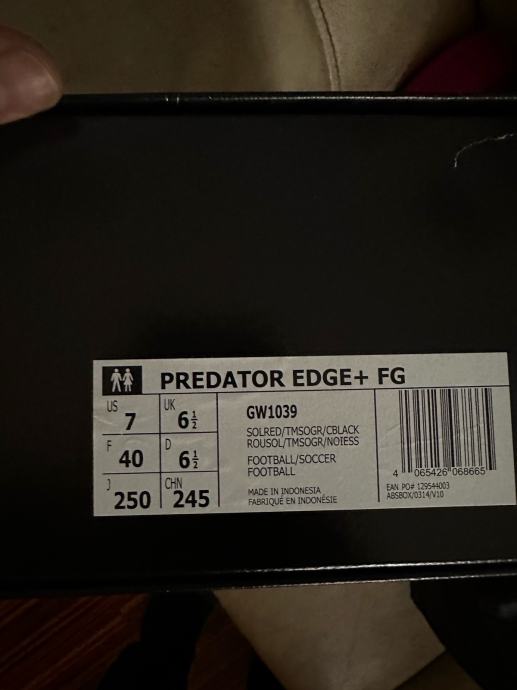 PREDATOR EDGE+ FG
US 7 UK 6½
F 40 D 6½
J 250 CHN 245
GW1039
SOLRED/TMSOGR/CBLACK
ROUSOL/TMSOGR/NOIESS
FOOTBALL/SOCCER
FOOTBALL
MADE IN INDONESIA
FABRIQUÉ EN INDONÉSIE
4 065426 068665
EAN PO# 129544003
ABSBOX/0314/V10